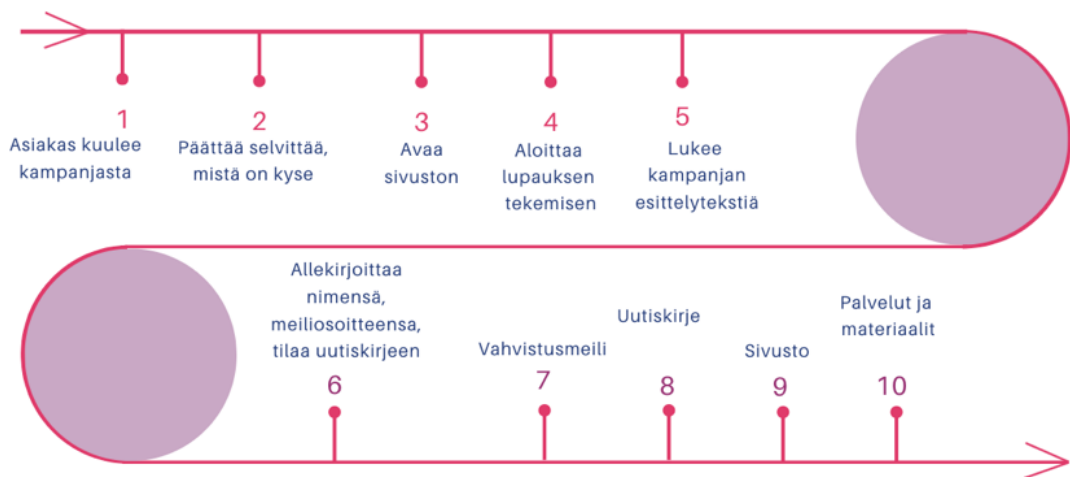 1
Asiakas kuulee
kampanjasta
2
Päättää selvittää,
mistä on kyse
3
Avaa
sivuston
4
Aloittaa
lupauksen
tekemisen
5
Lukee
kampanjan
esittelytekstiä
Allekirjoittaa
nimensä,
meiliosoitteensa,
tilaa uutiskirjeen
6
Vahvistusmeili
7
Uutiskirje
8
Sivusto
9
Palvelut ja
materiaalit
10